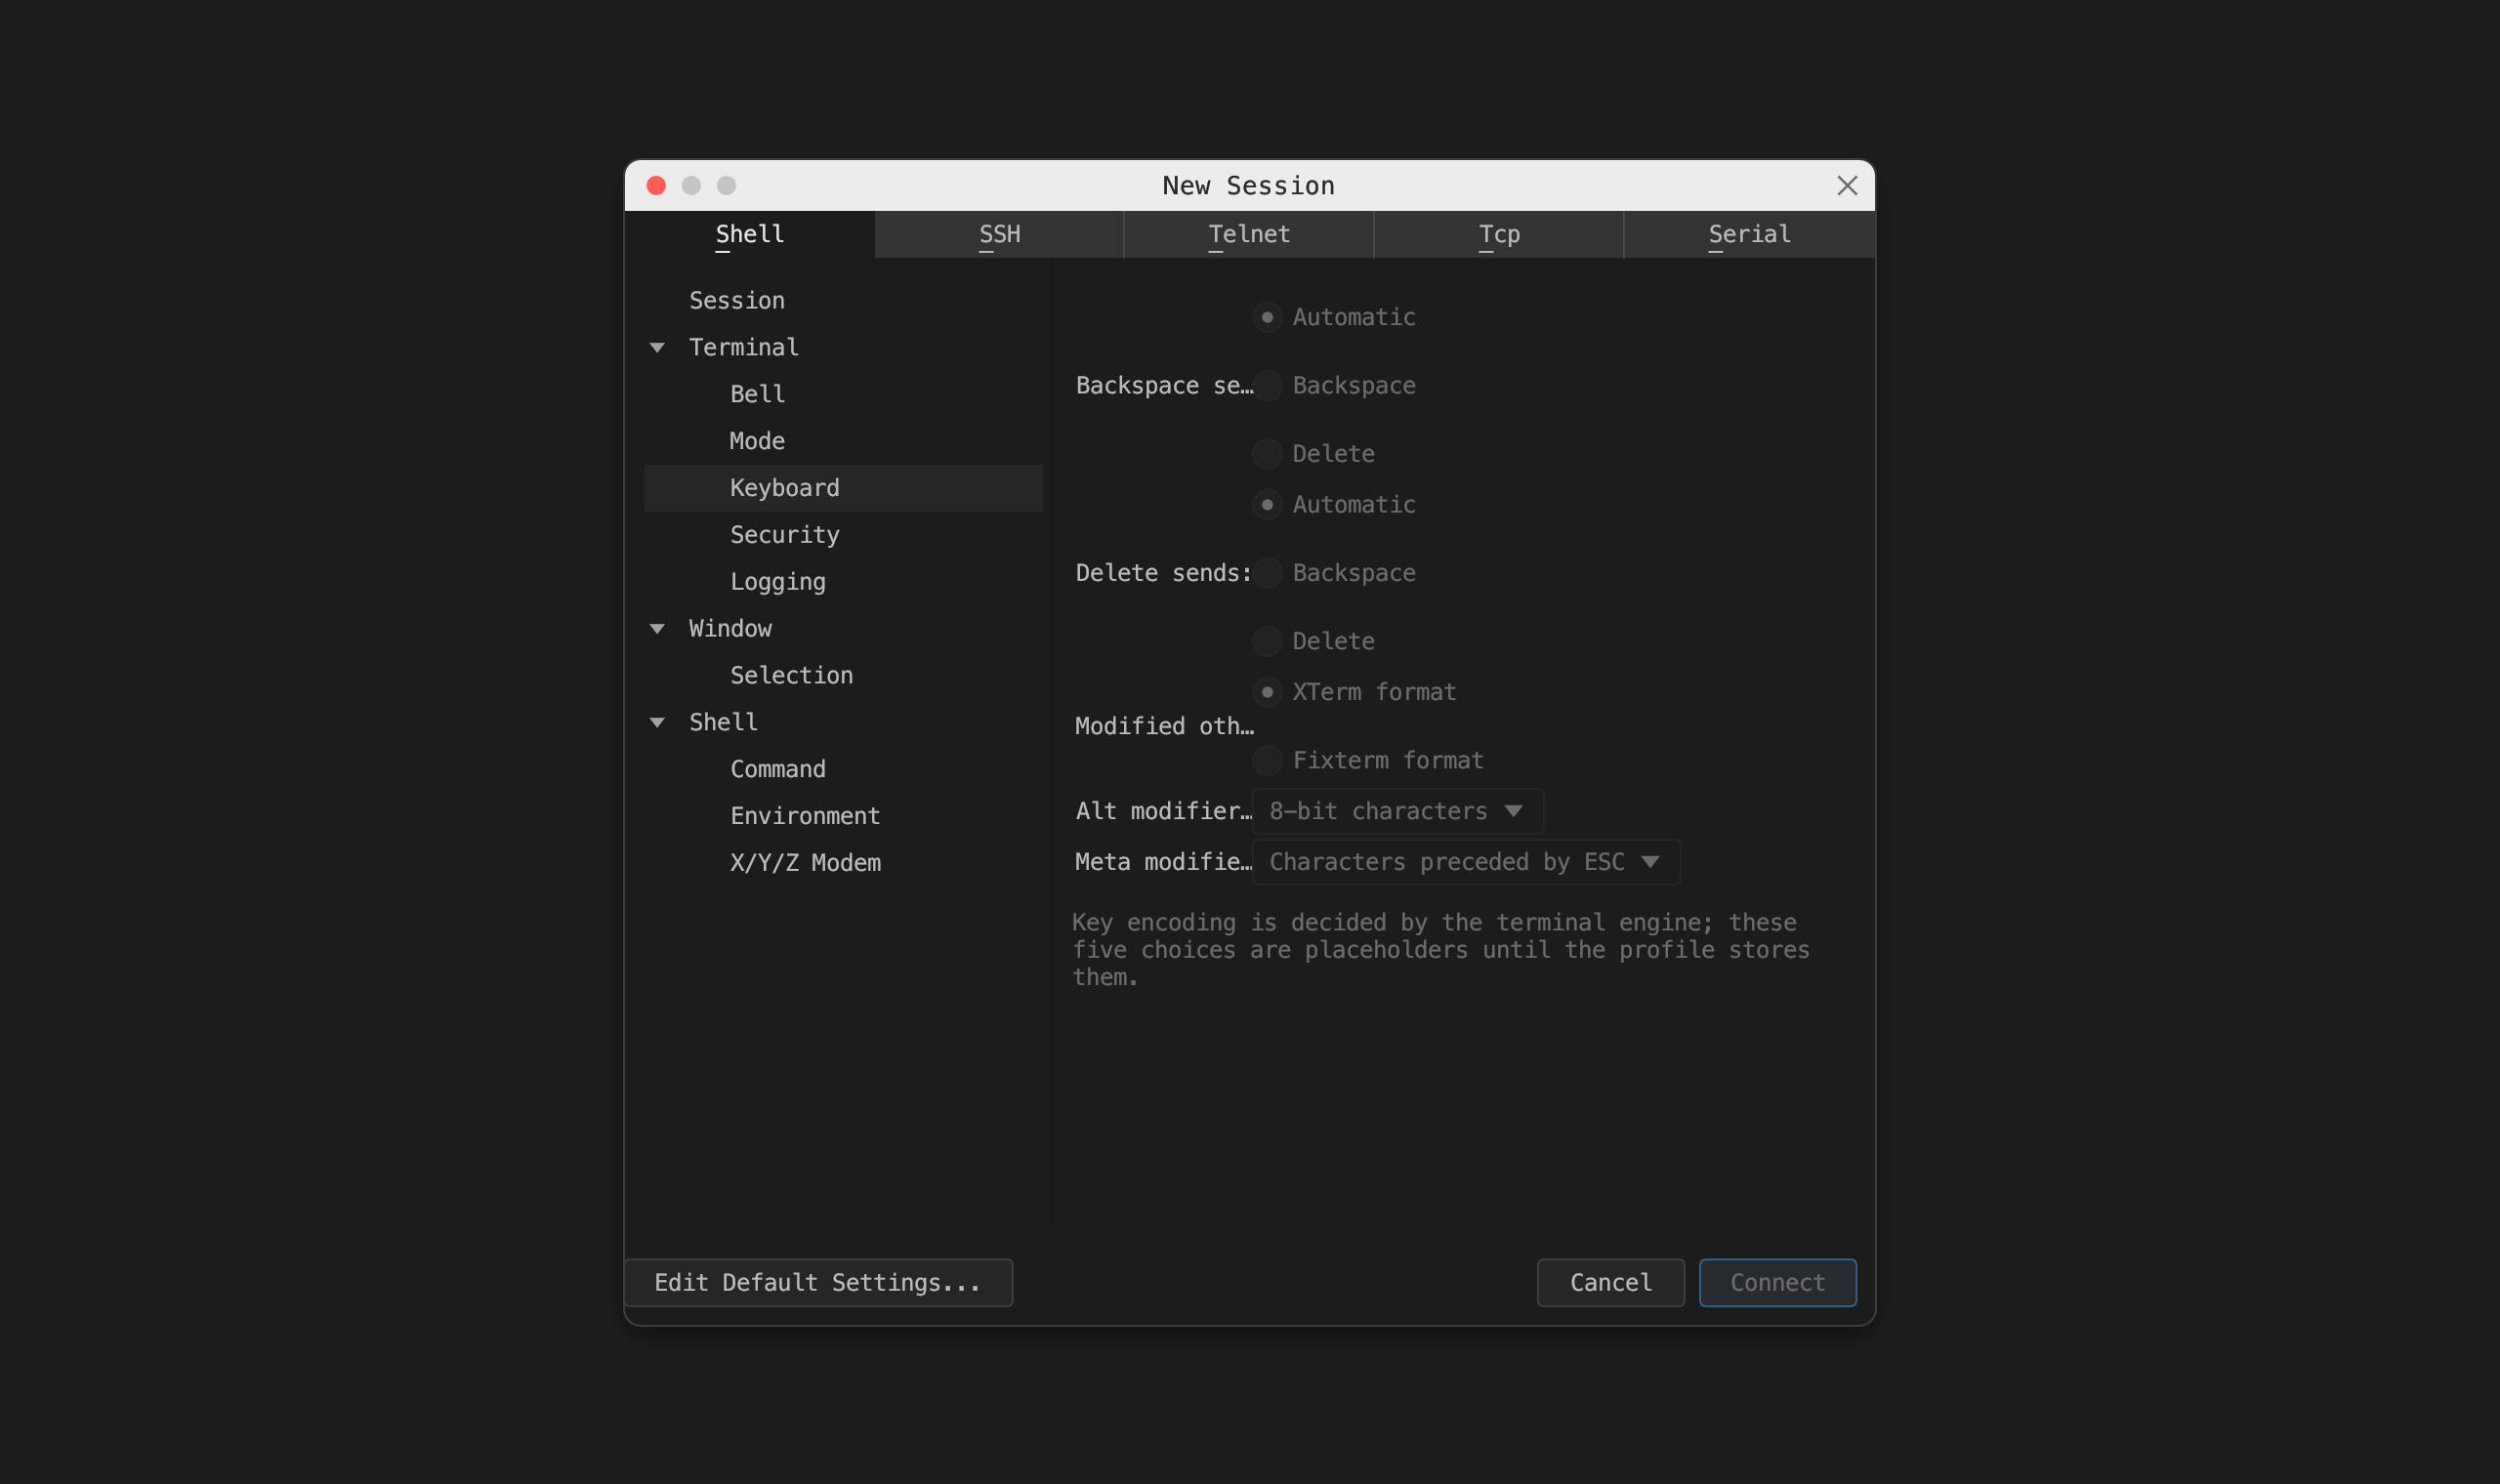 New Session
Shell SSH Telnet Tcp Serial
Session
Terminal
Bell
Mode
Keyboard
Security
Logging
Window
Selection
Shell
Command
Environment
X/Y/Z Modem
Automatic
Backspace se… Backspace
Delete
Automatic
Delete sends: Backspace
Delete
XTerm format
Modified oth…
Fixterm format
Alt modifier… 8-bit characters
Meta modifie… Characters preceded by ESC
Key encoding is decided by the terminal engine; these
five choices are placeholders until the profile stores
them.
Edit Default Settings... Cancel Connect